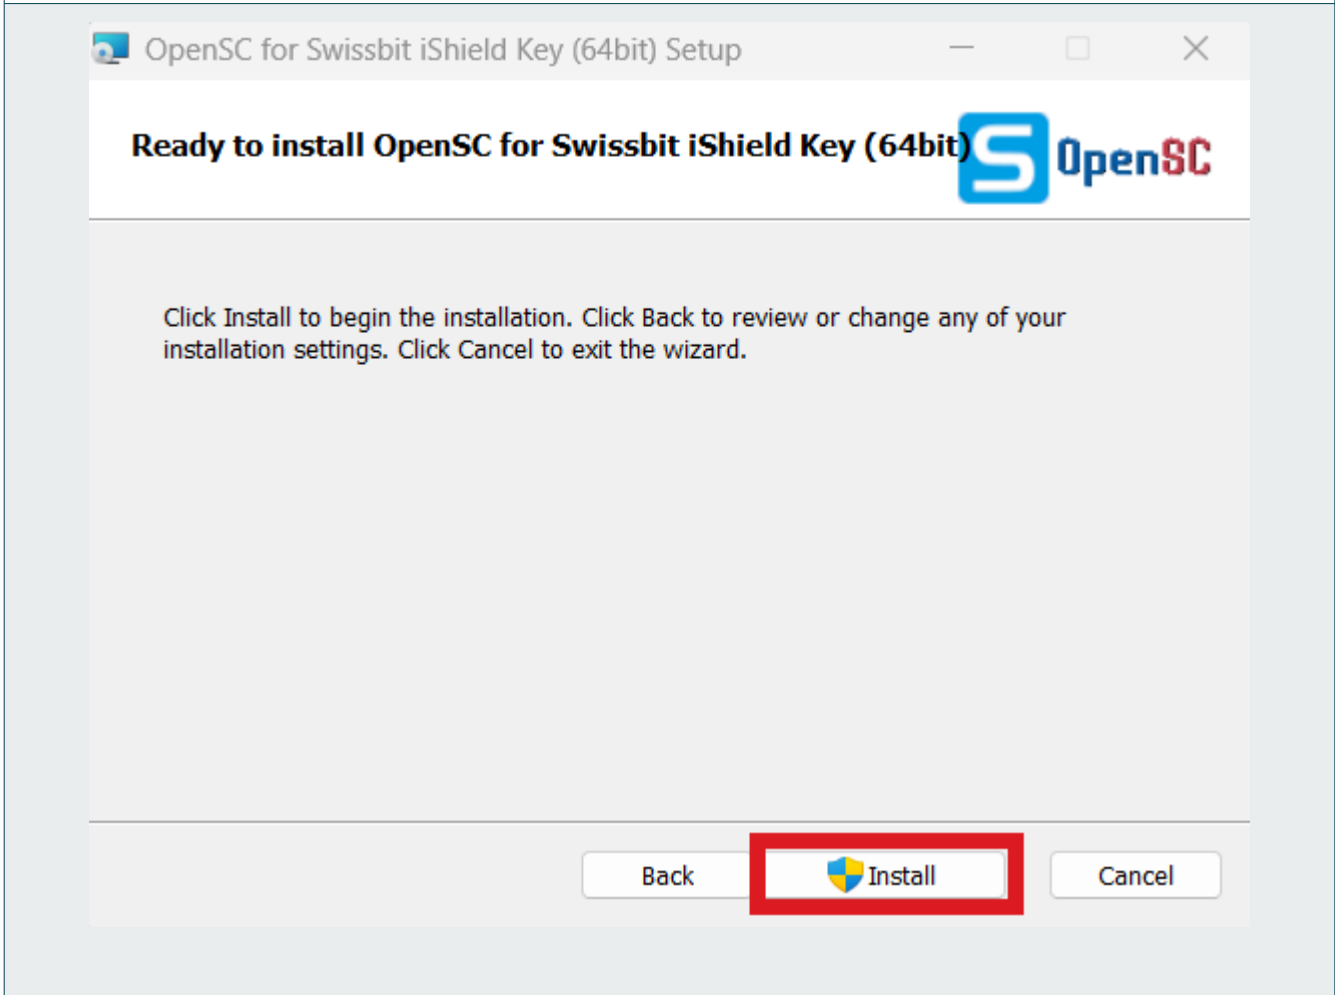 OpenSC for Swissbit iShield Key (64bit) Setup
Ready to install OpenSC for Swissbit iShield Key (64bit)
S OpenSC
Click Install to begin the installation. Click Back to review or change any of your
installation settings. Click Cancel to exit the wizard.
Back
Install
Cancel